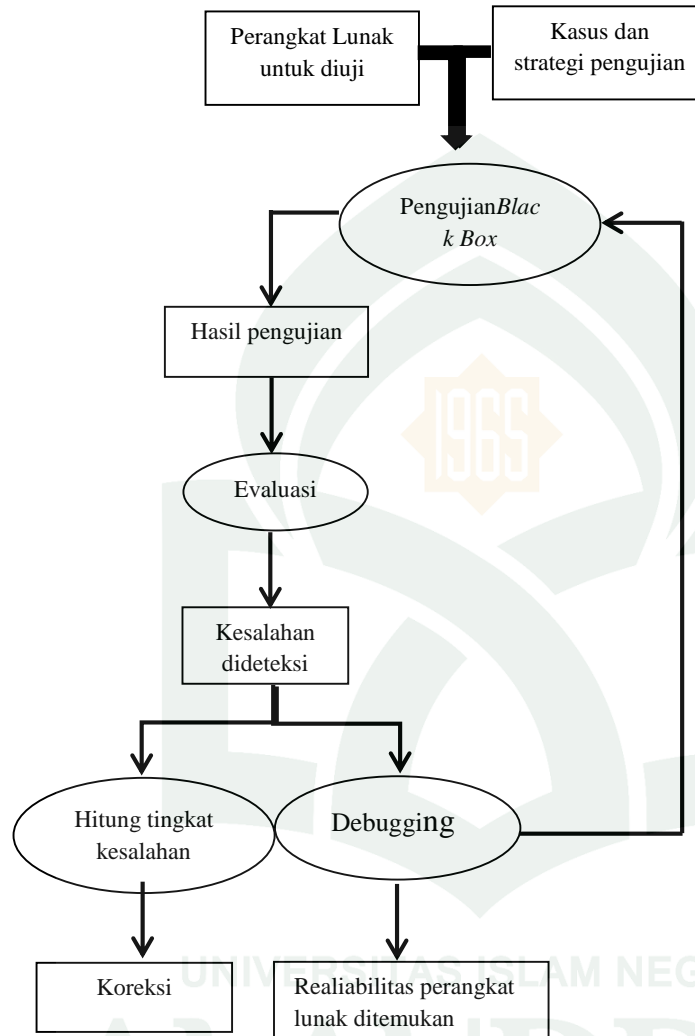 Perangkat Lunak
untuk diuji
Kasus dan
strategi pengujian
PengujianBlac
k Box
Hasil pengujian
1965
Evaluasi
Kesalahan
dideteksi
Hitung tingkat
kesalahan
Debugging
UNIVERSITAS ISLAM NEG
Koreksi
Realiabilitas perangkat
lunak ditemukan